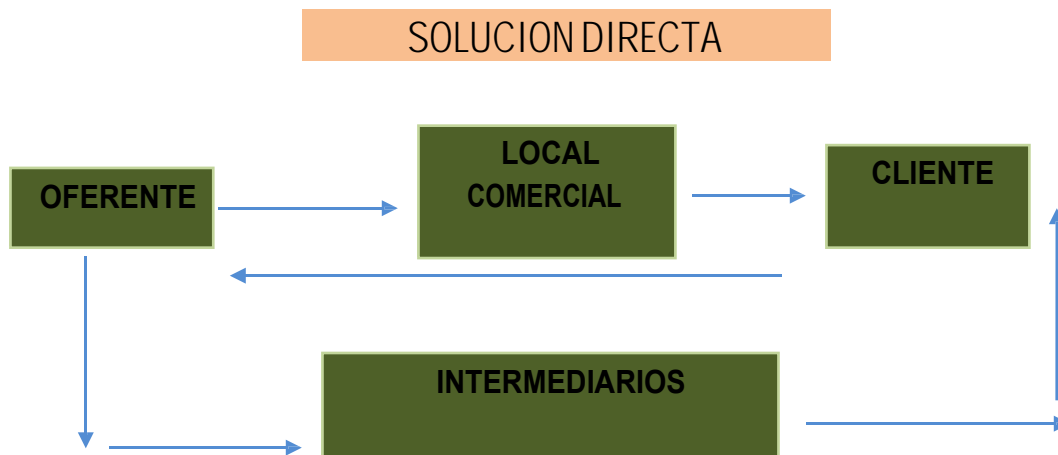 SOLUCION DIRECTA
OFERENTE
LOCAL
COMERCIAL
CLIENTE
INTERMEDIARIOS